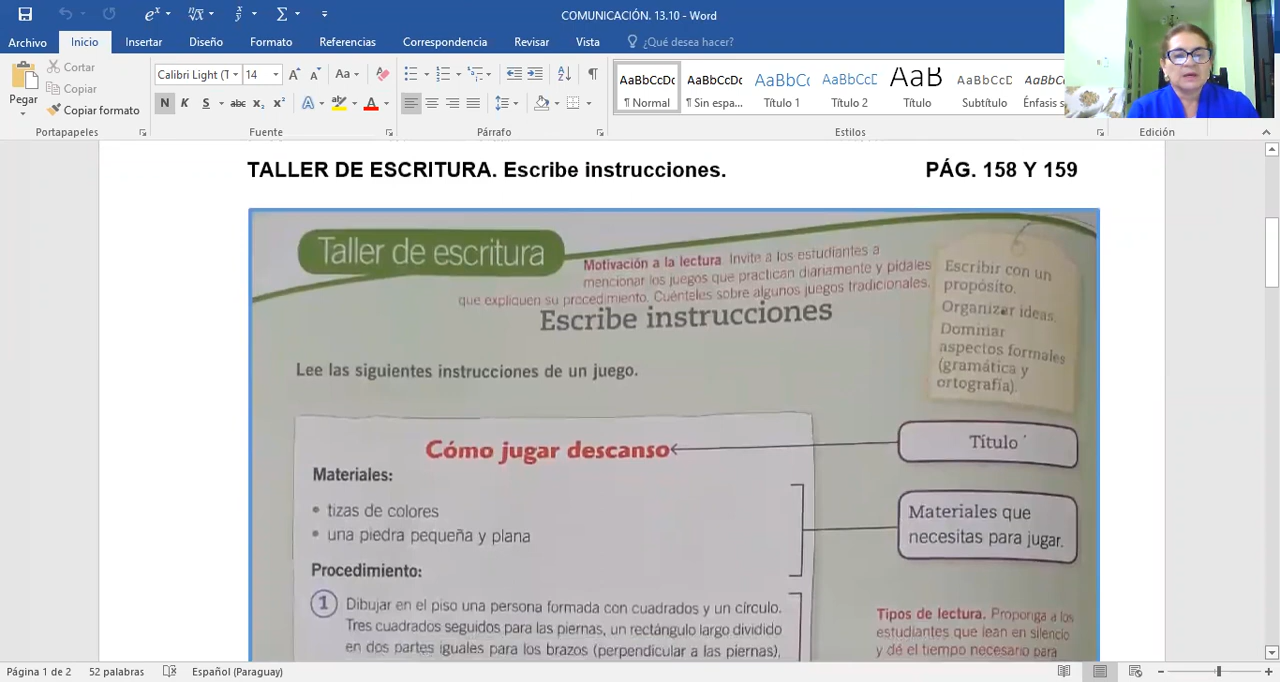 COMUNICACIÓN. 13.10 - Word
Archivo Inicio Insertar Diseño Formato Referencias Correspondencia Revisar Vista ¿Qué desea hacer?
Pegar
Cortar
Copiar
Copiar formato
Portapapeles
Calibri Light (T 14
N K S abc x₂ x²
Fuente
Párrafo
AaBbCcDc AaBbCcDc AaBbCc AaBbCcD AaB AaBbCcD AaBbCc
¶ Normal ¶ Sin espa... Título 1 Título 2 Título Subtítulo Énfasis s
Estilos
Edición
TALLER DE ESCRITURA. Escribe instrucciones. PÁG. 158 Y 159
Taller de escritura
Motivación a la lectura. Invite a los estudiantes a
mencionar los juegos que practican diariamente y pídales
que expliquen su procedimiento. Cuénteles sobre algunos juegos tradicionales.
Escribe instrucciones
Escribir con un
propósito.
Organizar ideas.
Dominar
aspectos formales
(gramática y
ortografía).
Lee las siguientes instrucciones de un juego.
Cómo jugar descanso
Título
Materiales:
• tizas de colores
• una piedra pequeña y plana
Materiales que
necesitas para jugar.
Procedimiento:
1 Dibujar en el piso una persona formada con cuadrados y un círculo.
Tres cuadrados seguidos para las piernas, un rectángulo largo dividido
en dos partes iguales para los brazos (perpendicular a las piernas),
Tipos de lectura. Proponga a los
estudiantes que lean en silencio
y dé el tiempo necesario para
Página 1 de 2 52 palabras Español (Paraguay)